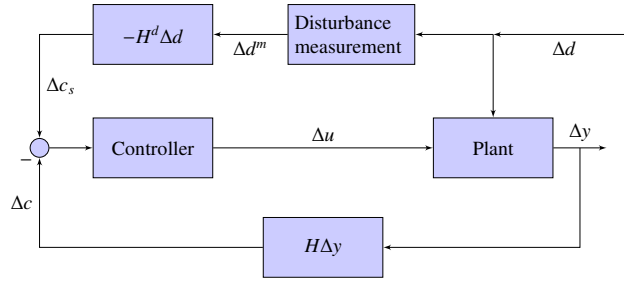 −H^d Δd
Δd^m
Disturbance
measurement
Δd
Δc_s
−
Controller
Δu
Plant
Δy
Δc
HΔy